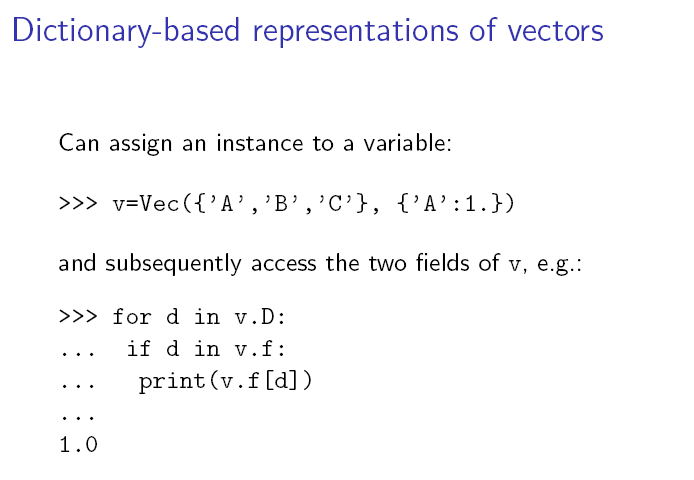 Dictionary-based representations of vectors
Can assign an instance to a variable:
>>> v=Vec({’A’,’B’,’C’}, {’A’:1.})
and subsequently access the two fields of v, e.g.:
>>> for d in v.D:
...  if d in v.f:
...   print(v.f[d])
...
1.0